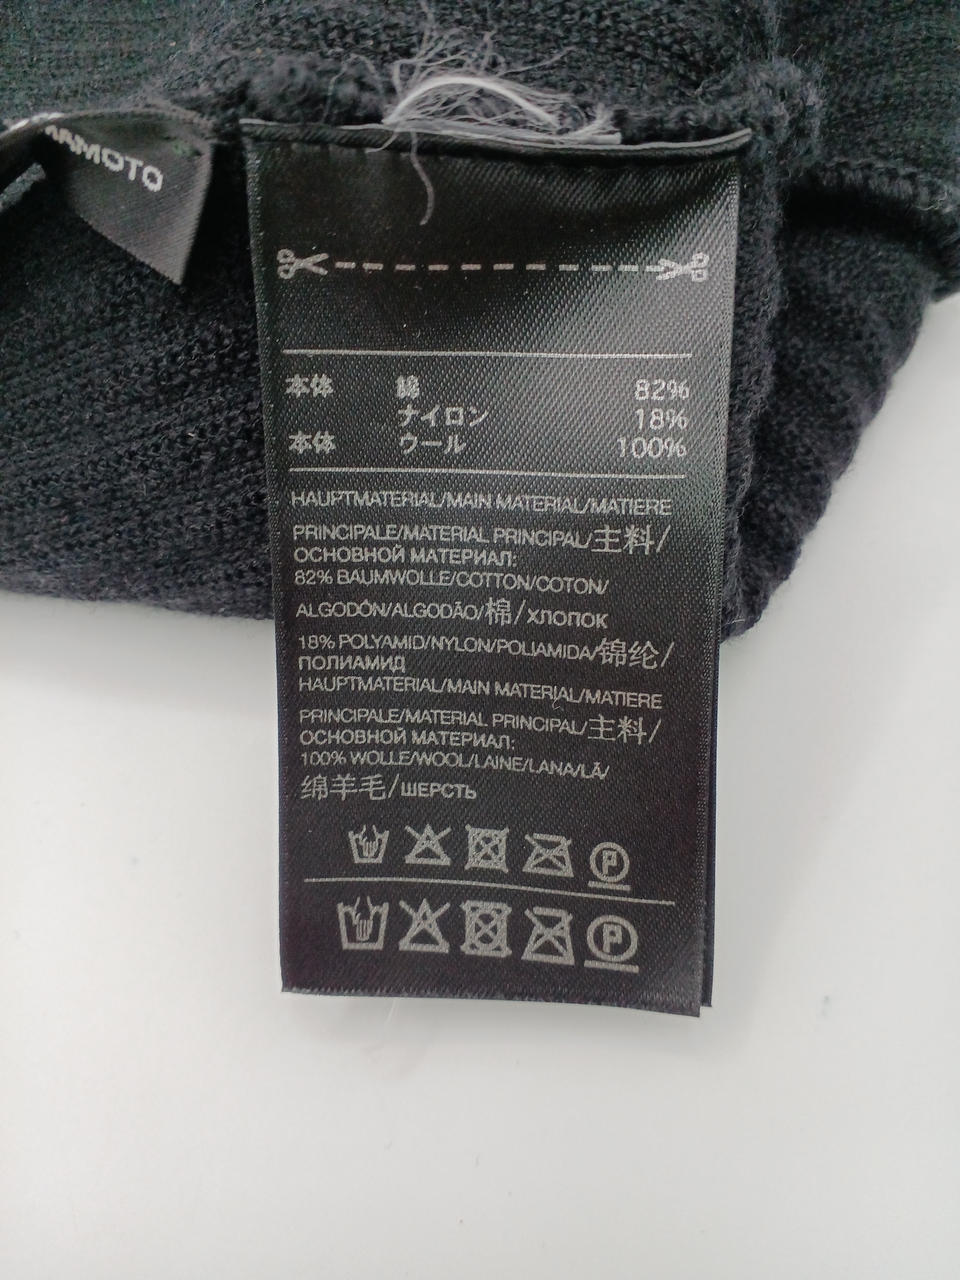 AMOTO
本体 綿 82%
ナイロン 18%
本体 ウール 100%
HAUPTMATERIAL/MAIN MATERIAL/MATIERE
PRINCIPALE/MATERIAL PRINCIPAL/主料/
ОСНОВНОЙ МАТЕРИАЛ:
82% BAUMWOLLE/COTTON/COTON/
ALGODÓN/ALGODÃO/棉/ХЛОПОК
18% POLYAMID/NYLON/POLIAMIDA/锦纶/
ПОЛИАМИД
HAUPTMATERIAL/MAIN MATERIAL/MATIERE
PRINCIPALE/MATERIAL PRINCIPAL/主料/
ОСНОВНОЙ МАТЕРИАЛ:
100% WOLLE/WOOL/LAINE/LANA/LÃ/
绵羊毛/ШЕРСТЬ
P
P